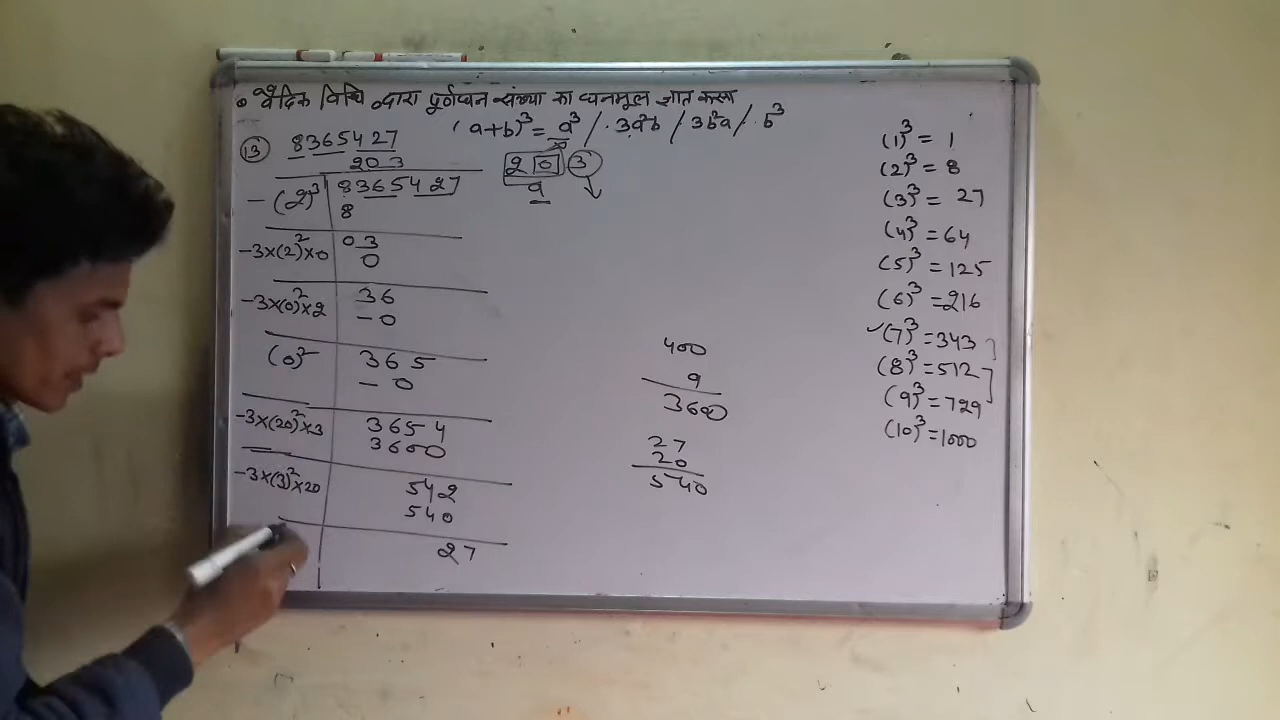 • वैदिक विधि द्वारा पूर्णघन संख्या का घनमूल ज्ञात करना
(a+b)³ = a³ / 3a²b / 3b²a / b³
13 8365427
203
-(2)³ 8365427
8
-3×(2)²×0 03
0
-3×(0)²×2 36
-0
(0)² 365
-0
-3×(20)²×3 3654
3600
-3×(3)²×20 542
540
27
2 0 3
a
400
9
3600
27
20
540
(1)³ = 1
(2)³ = 8
(3)³ = 27
(4)³ = 64
(5)³ = 125
(6)³ = 216
✓(7)³ = 343
(8)³ = 512
(9)³ = 729
(10)³ = 1000